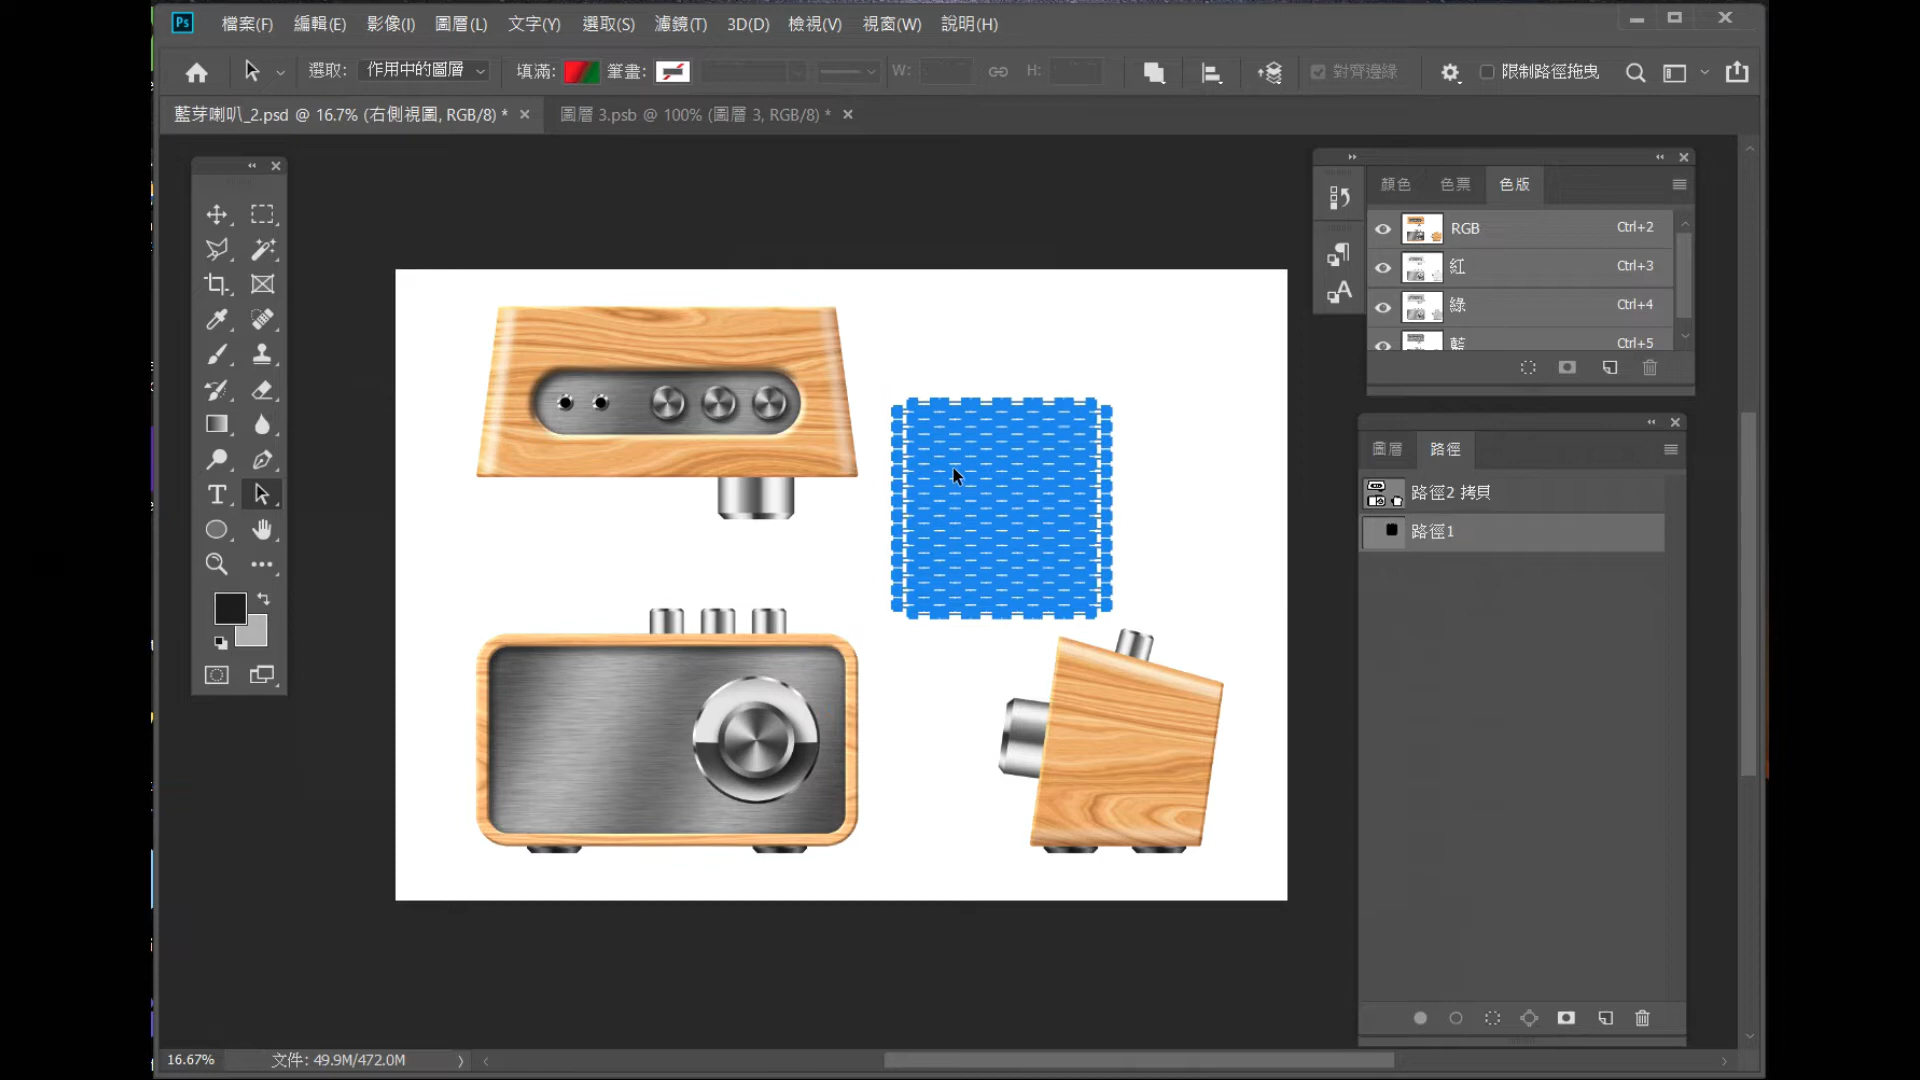 Ps 檔案(F) 編輯(E) 影像(I) 圖層(L) 文字(Y) 選取(S) 濾鏡(T) 3D(D) 檢視(V) 視窗(W) 說明(H)
選取: 作用中的圖層 填滿: 筆畫: W: H: 對齊邊緣 限制路徑拖曳
藍芽喇叭_2.psd @ 16.7% (右側視圖, RGB/8) * 圖層 3.psb @ 100% (圖層 3, RGB/8) *
顏色 色票 色版
RGB Ctrl+2
紅 Ctrl+3
綠 Ctrl+4
藍 Ctrl+5
圖層 路徑
路徑2 拷貝
路徑1
16.67% 文件: 49.9M/472.0M